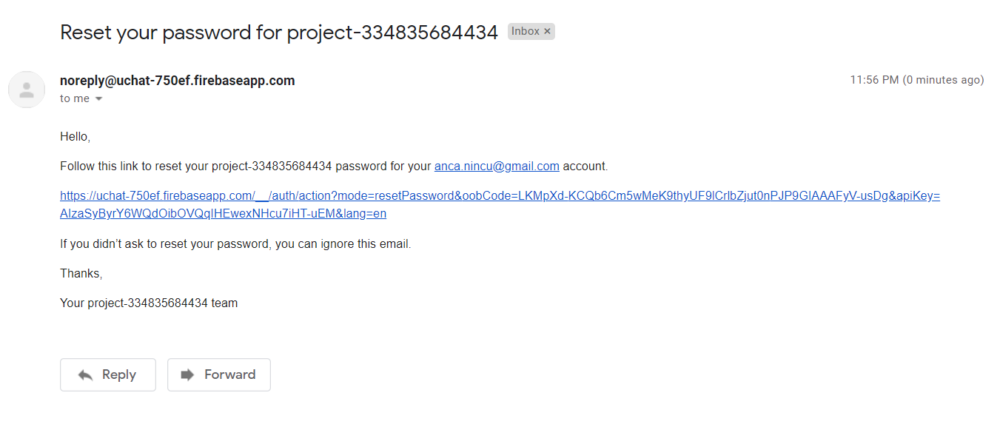 Reset your password for project-334835684434 Inbox ×
noreply@uchat-750ef.firebaseapp.com 11:56 PM (0 minutes ago)
to me
Hello,
Follow this link to reset your project-334835684434 password for your anca.nincu@gmail.com account.
https://uchat-750ef.firebaseapp.com/__/auth/action?mode=resetPassword&oobCode=LKMpXd-KCQb6Cm5wMeK9thyUF9lCrlbZjut0nPJP9GIAAAFyV-usDg&apiKey=
AIzaSyByrY6WQdOibOVQqIHEwexNHcu7iHT-uEM&lang=en
If you didn’t ask to reset your password, you can ignore this email.
Thanks,
Your project-334835684434 team
Reply Forward